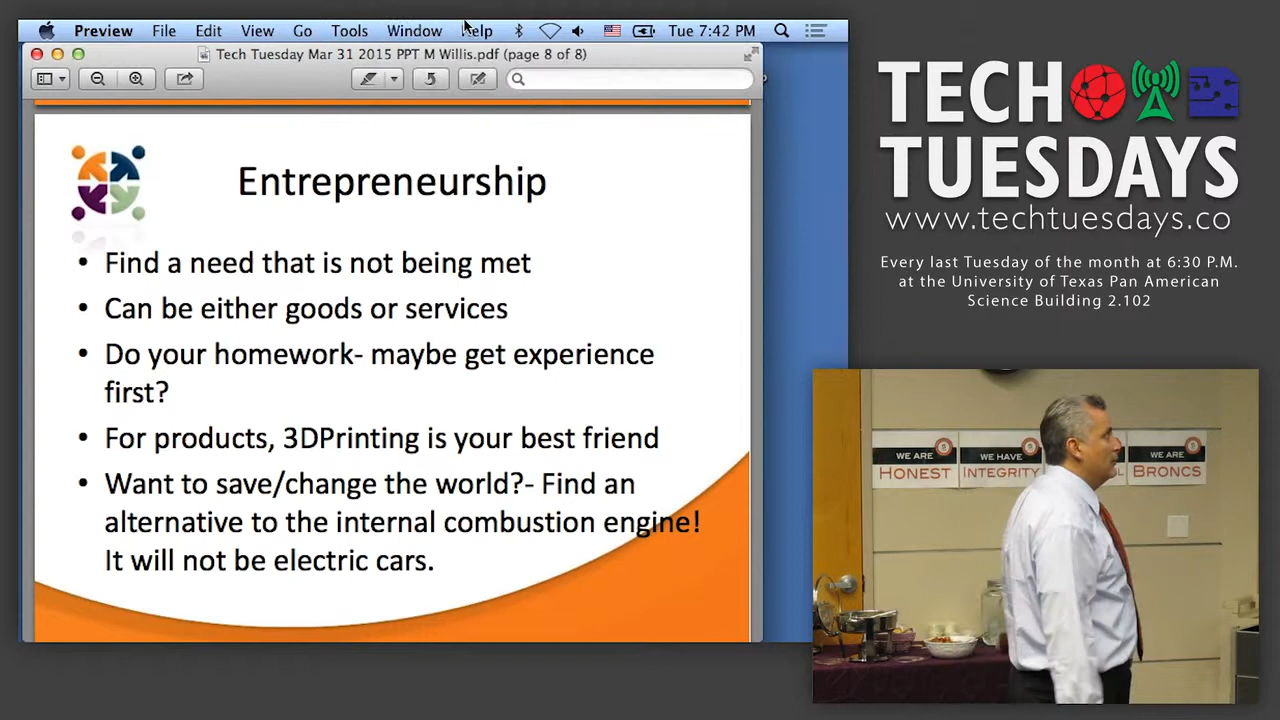 Preview File Edit View Go Tools Window Help Tue 7:42 PM
Tech Tuesday Mar 31 2015 PPT M Willis.pdf (page 8 of 8)
Entrepreneurship
• Find a need that is not being met
• Can be either goods or services
• Do your homework- maybe get experience
first?
• For products, 3DPrinting is your best friend
• Want to save/change the world?- Find an
alternative to the internal combustion engine!
It will not be electric cars.
TECH
TUESDAYS
www.techtuesdays.co
Every last Tuesday of the month at 6:30 P.M.
at the University of Texas Pan American
Science Building 2.102
WE ARE
HONEST
WE HAVE
INTEGRITY
WE ARE
BRONCS